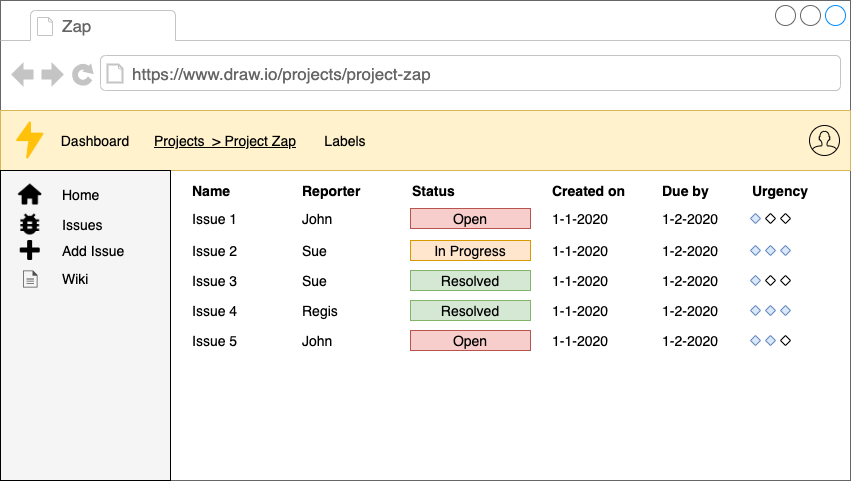 Zap
https://www.draw.io/projects/project-zap
Dashboard Projects > Project Zap Labels
Home
Issues
Add Issue
Wiki
Name Reporter Status Created on Due by Urgency
Issue 1 John Open 1-1-2020 1-2-2020
Issue 2 Sue In Progress 1-1-2020 1-2-2020
Issue 3 Sue Resolved 1-1-2020 1-2-2020
Issue 4 Regis Resolved 1-1-2020 1-2-2020
Issue 5 John Open 1-1-2020 1-2-2020